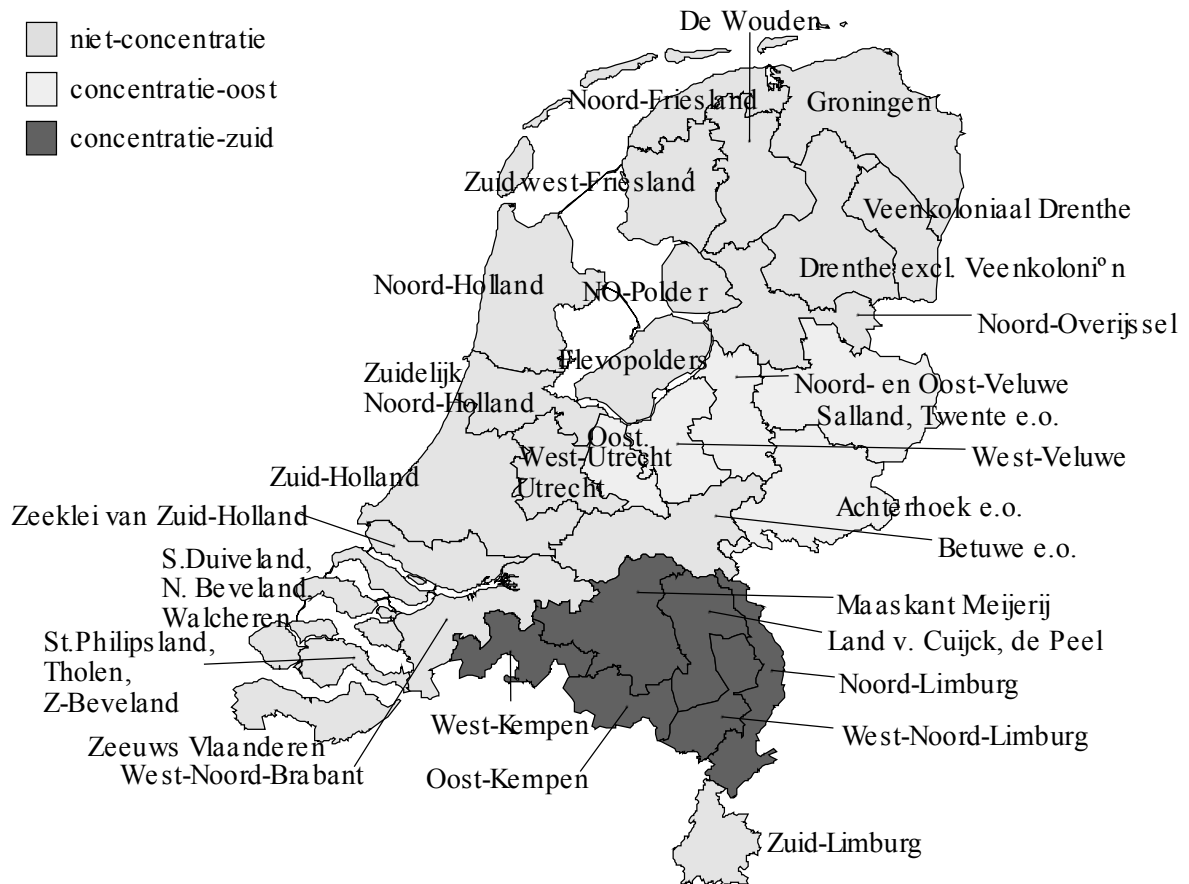 De Wouden
niet-concentratie
concentratie-oost
concentratie-zuid
Noord-Friesland
Groningen
Zuidwest-Friesland
Veenkoloniaal Drenthe
Drenthe excl. Veenkoloniºn
Noord-Holland
NO-Polder
Noord-Overijssel
Flevopolders
Zuidelijk
Noord-Holland
Noord- en Oost-Veluwe
Salland, Twente e.o.
Oost.
West-Utrecht
Utrecht
West-Veluwe
Zuid-Holland
Achterhoek e.o.
Zeeklei van Zuid-Holland
Betuwe e.o.
S.Duiveland,
N. Beveland,
Walcheren
Maaskant Meijerij
St.Philipsland,
Tholen,
Z-Beveland
Land v. Cuijck, de Peel
Noord-Limburg
West-Kempen
West-Noord-Limburg
Zeeuws Vlaanderen
West-Noord-Brabant
Oost-Kempen
Zuid-Limburg